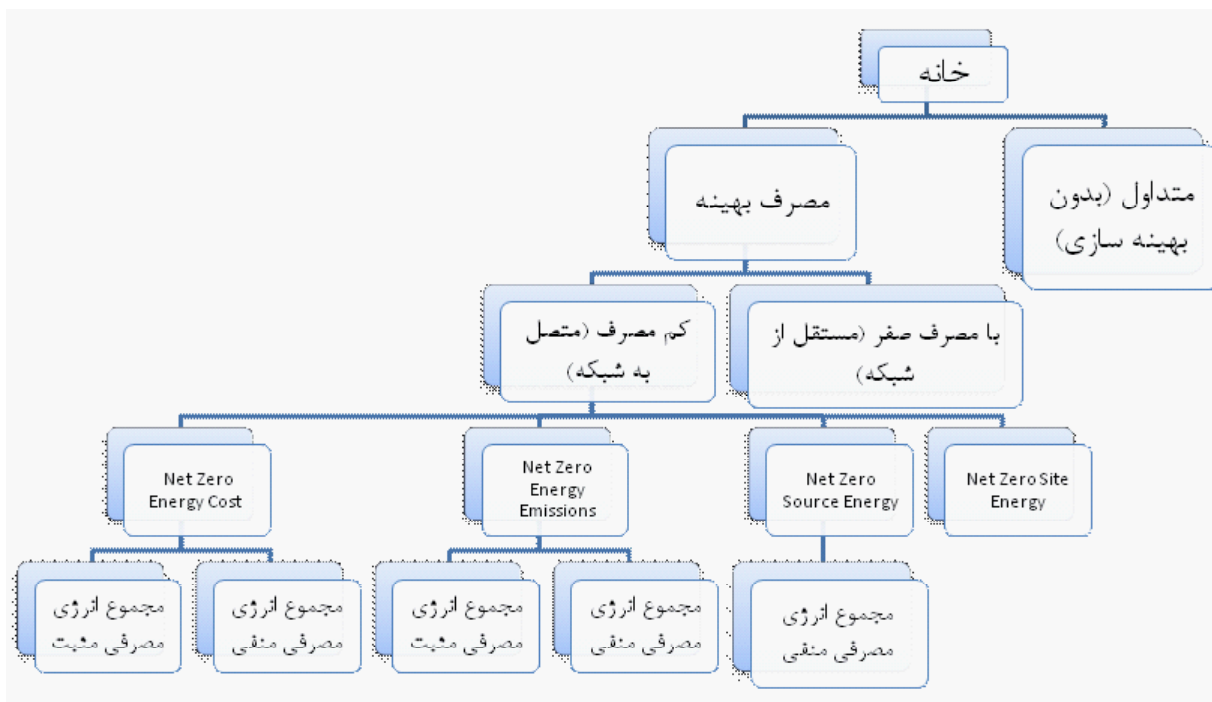 خانه
متداول (بدون
بهینه سازی)
مصرف بهینه
با مصرف صفر (مستقل از
شبکه)
کم مصرف (متصل
به شبکه)
Net Zero Site
Energy
Net Zero
Source Energy
Net Zero
Energy
Emissions
Net Zero
Energy Cost
مجموع انرژی
مصرفی منفی
مجموع انرژی
مصرفی منفی
مجموع انرژی
مصرفی مثبت
مجموع انرژی
مصرفی منفی
مجموع انرژی
مصرفی مثبت